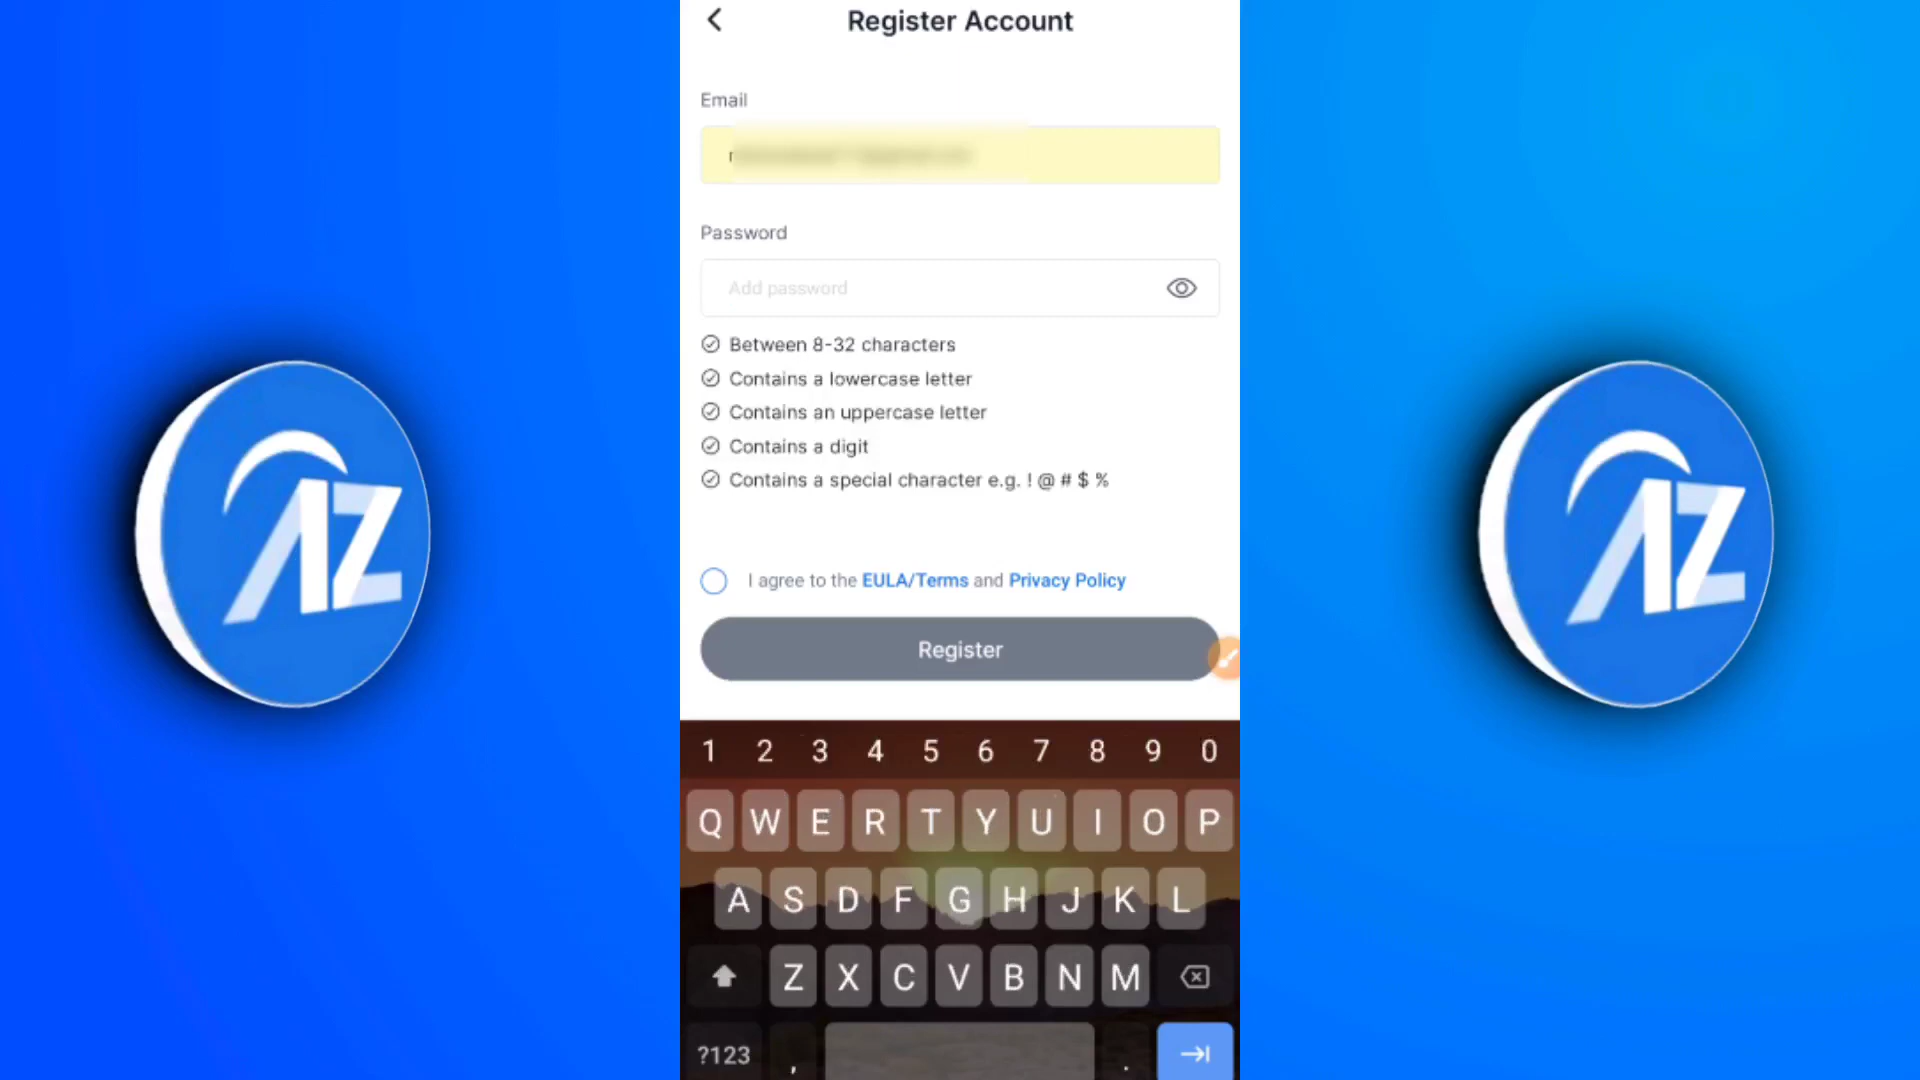 Register Account
Email
Password
Add password
Between 8-32 characters
Contains a lowercase letter
Contains an uppercase letter
Contains a digit
Contains a special character e.g. ! @ # $ %
I agree to the EULA/Terms and Privacy Policy
Register
1 2 3 4 5 6 7 8 9 0
Q W E R T Y U I O P
A S D F G H J K L
Z X C V B N M
?123 , .
AZ
AZ